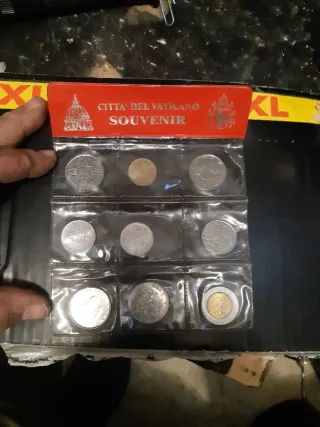 XL
XL
CITTA' DEL VATICANO
SOUVENIR